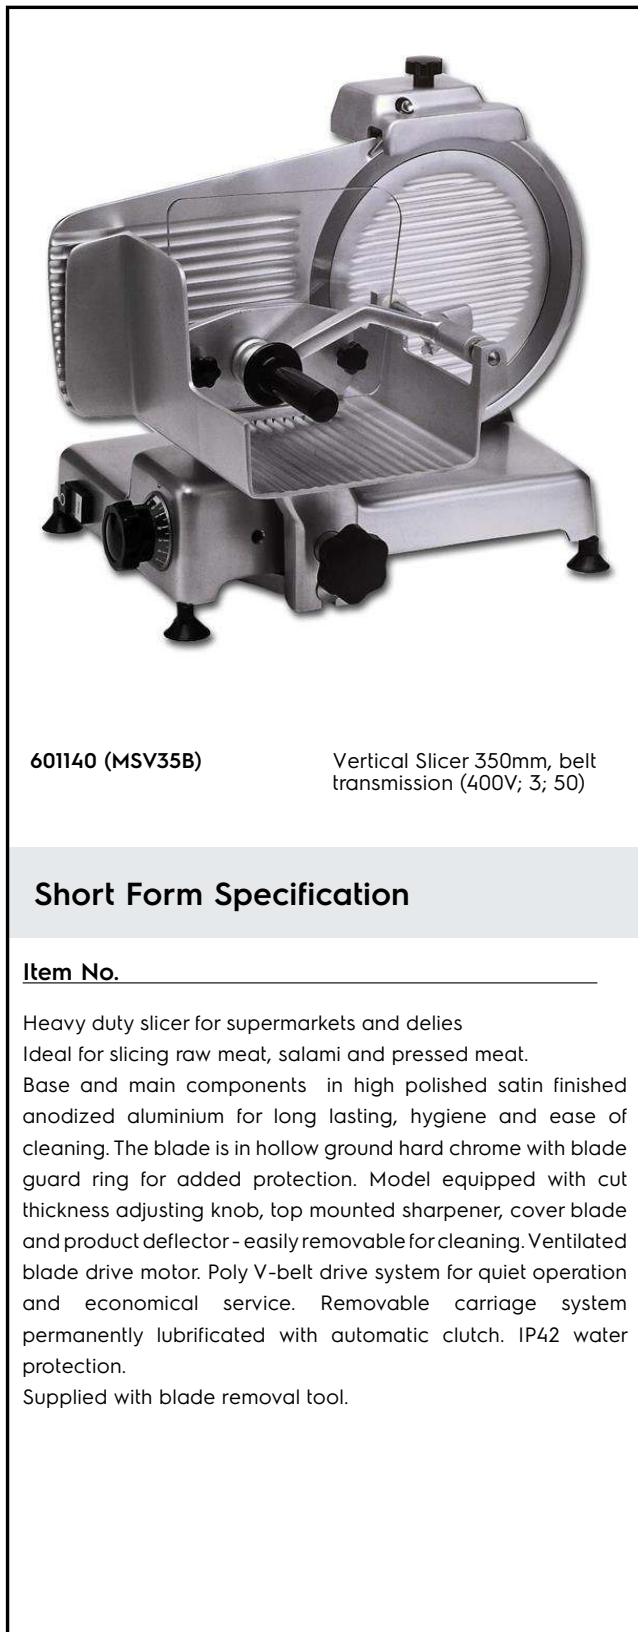 601140 (MSV35B)
Vertical Slicer 350mm, belt
transmission (400V; 3; 50)
Short Form Specification
Item No.
Heavy duty slicer for supermarkets and delies
Ideal for slicing raw meat, salami and pressed meat.
Base and main components in high polished satin finished
anodized aluminium for long lasting, hygiene and ease of
cleaning. The blade is in hollow ground hard chrome with blade
guard ring for added protection. Model equipped with cut
thickness adjusting knob, top mounted sharpener, cover blade
and product deflector - easily removable for cleaning. Ventilated
blade drive motor. Poly V-belt drive system for quiet operation
and economical service. Removable carriage system
permanently lubrificated with automatic clutch. IP42 water
protection.
Supplied with blade removal tool.